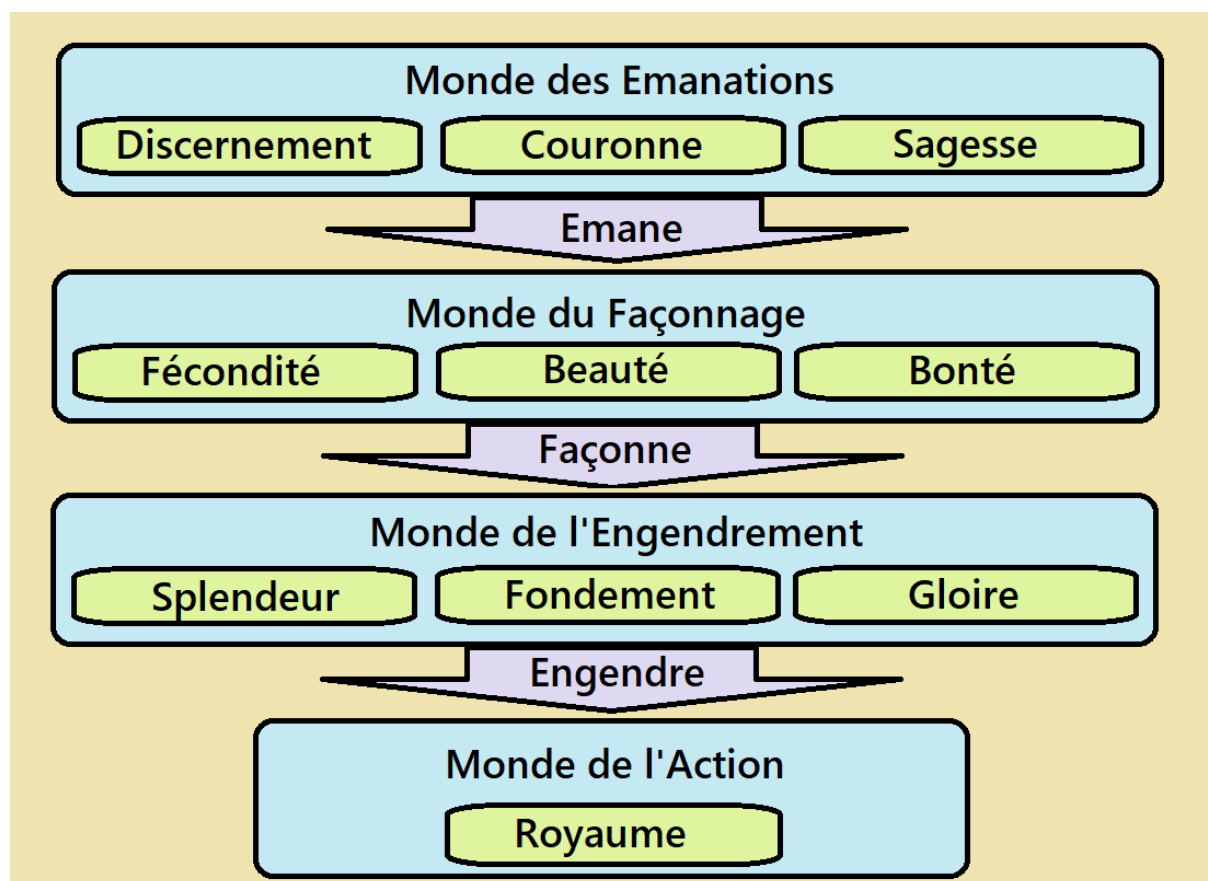 Monde des Emanations
Discernement Couronne Sagesse
Emane
Monde du Façonnage
Fécondité Beauté Bonté
Façonne
Monde de l'Engendrement
Splendeur Fondement Gloire
Engendre
Monde de l'Action
Royaume